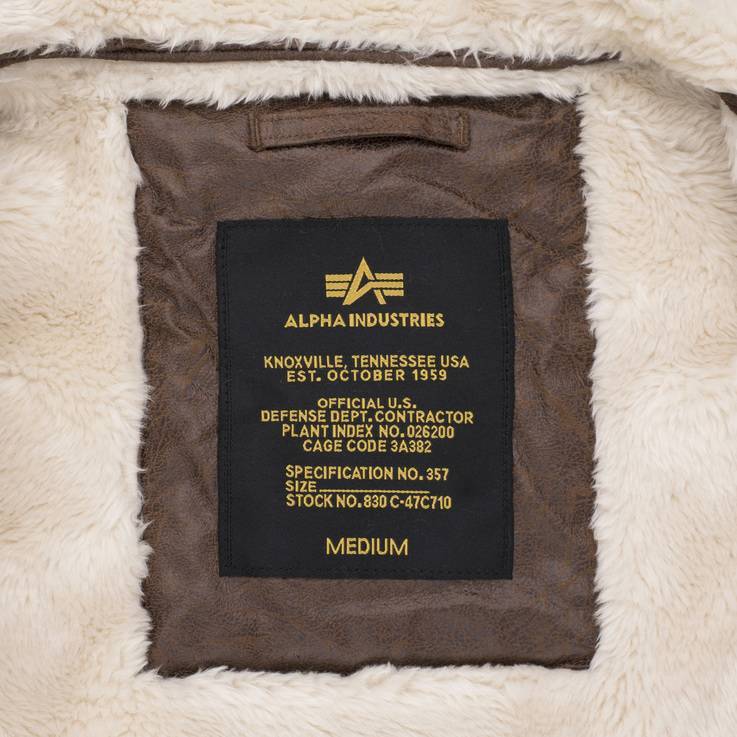 ALPHA INDUSTRIES
KNOXVILLE, TENNESSEE USA
EST. OCTOBER 1959
OFFICIAL U.S.
DEFENSE DEPT. CONTRACTOR
PLANT INDEX NO. 026200
CAGE CODE 3A382
SPECIFICATION NO. 357
SIZE
STOCK NO. 830 C-47C710
MEDIUM